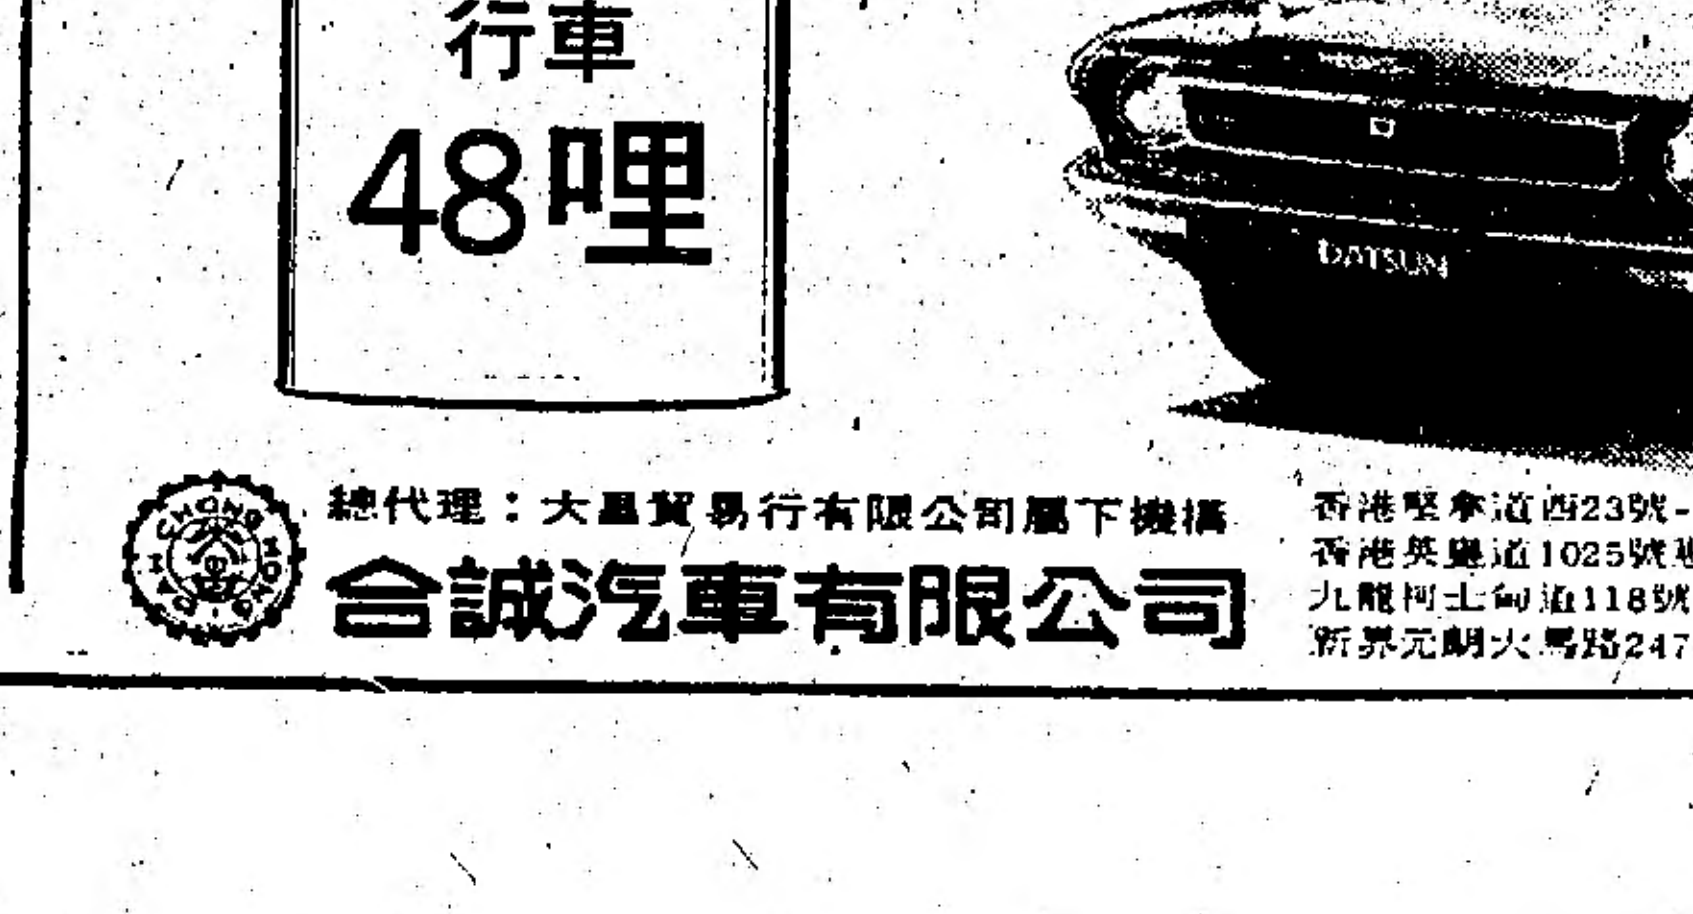 行車
48哩
DATSUN
DAH CHONG HONG
總代理：大昌貿易行有限公司屬下機構
合誠汽車有限公司
香港堅拿道西23號-
香港英皇道1025號
九龍柯士甸道118號
新界元朗大馬路247